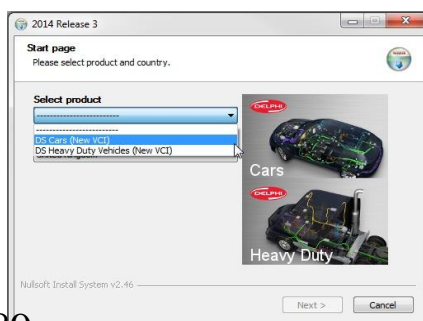 2014 Release 3
Start page
Please select product and country.
Select product
------------------------
------------------------
DS Cars (New VCI)
DS Heavy Duty Vehicles (New VCI)
DELPHI
Cars
DELPHI
Heavy Duty
Nullsoft Install System v2.46
Next >
Cancel